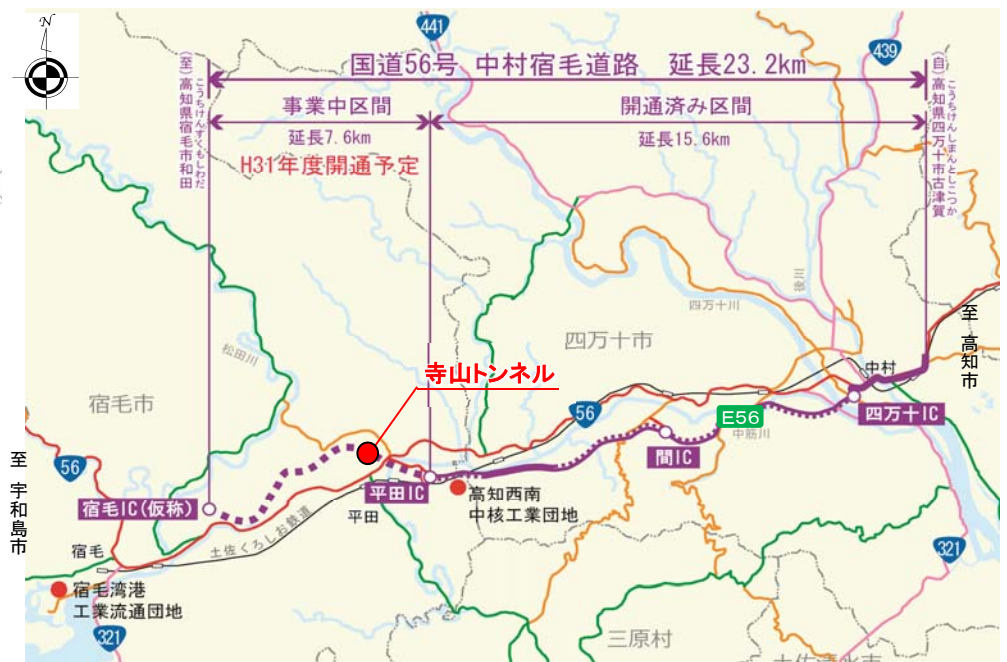 N
441
439
国道56号 中村宿毛道路 延長23.2km
事業中区間
延長7.6km
H31年度開通予定
開通済み区間
延長15.6km
(至)高知県宿毛市和田
こうちけんすくもしわだ
(自)高知県四万十市古津賀
こうちけんしまんとしこつか
後川
四万十川
四万十市
至 高知市
松田川
寺山トンネル
中村
宿毛市
56
E56
四万十IC
中筋川
間IC
至 宇和島市
56
平田IC
高知西南
中核工業団地
宿毛IC(仮称)
平田
土佐くろしお鉄道
宿毛
321
宿毛湾港
工業流通団地
321
三原村